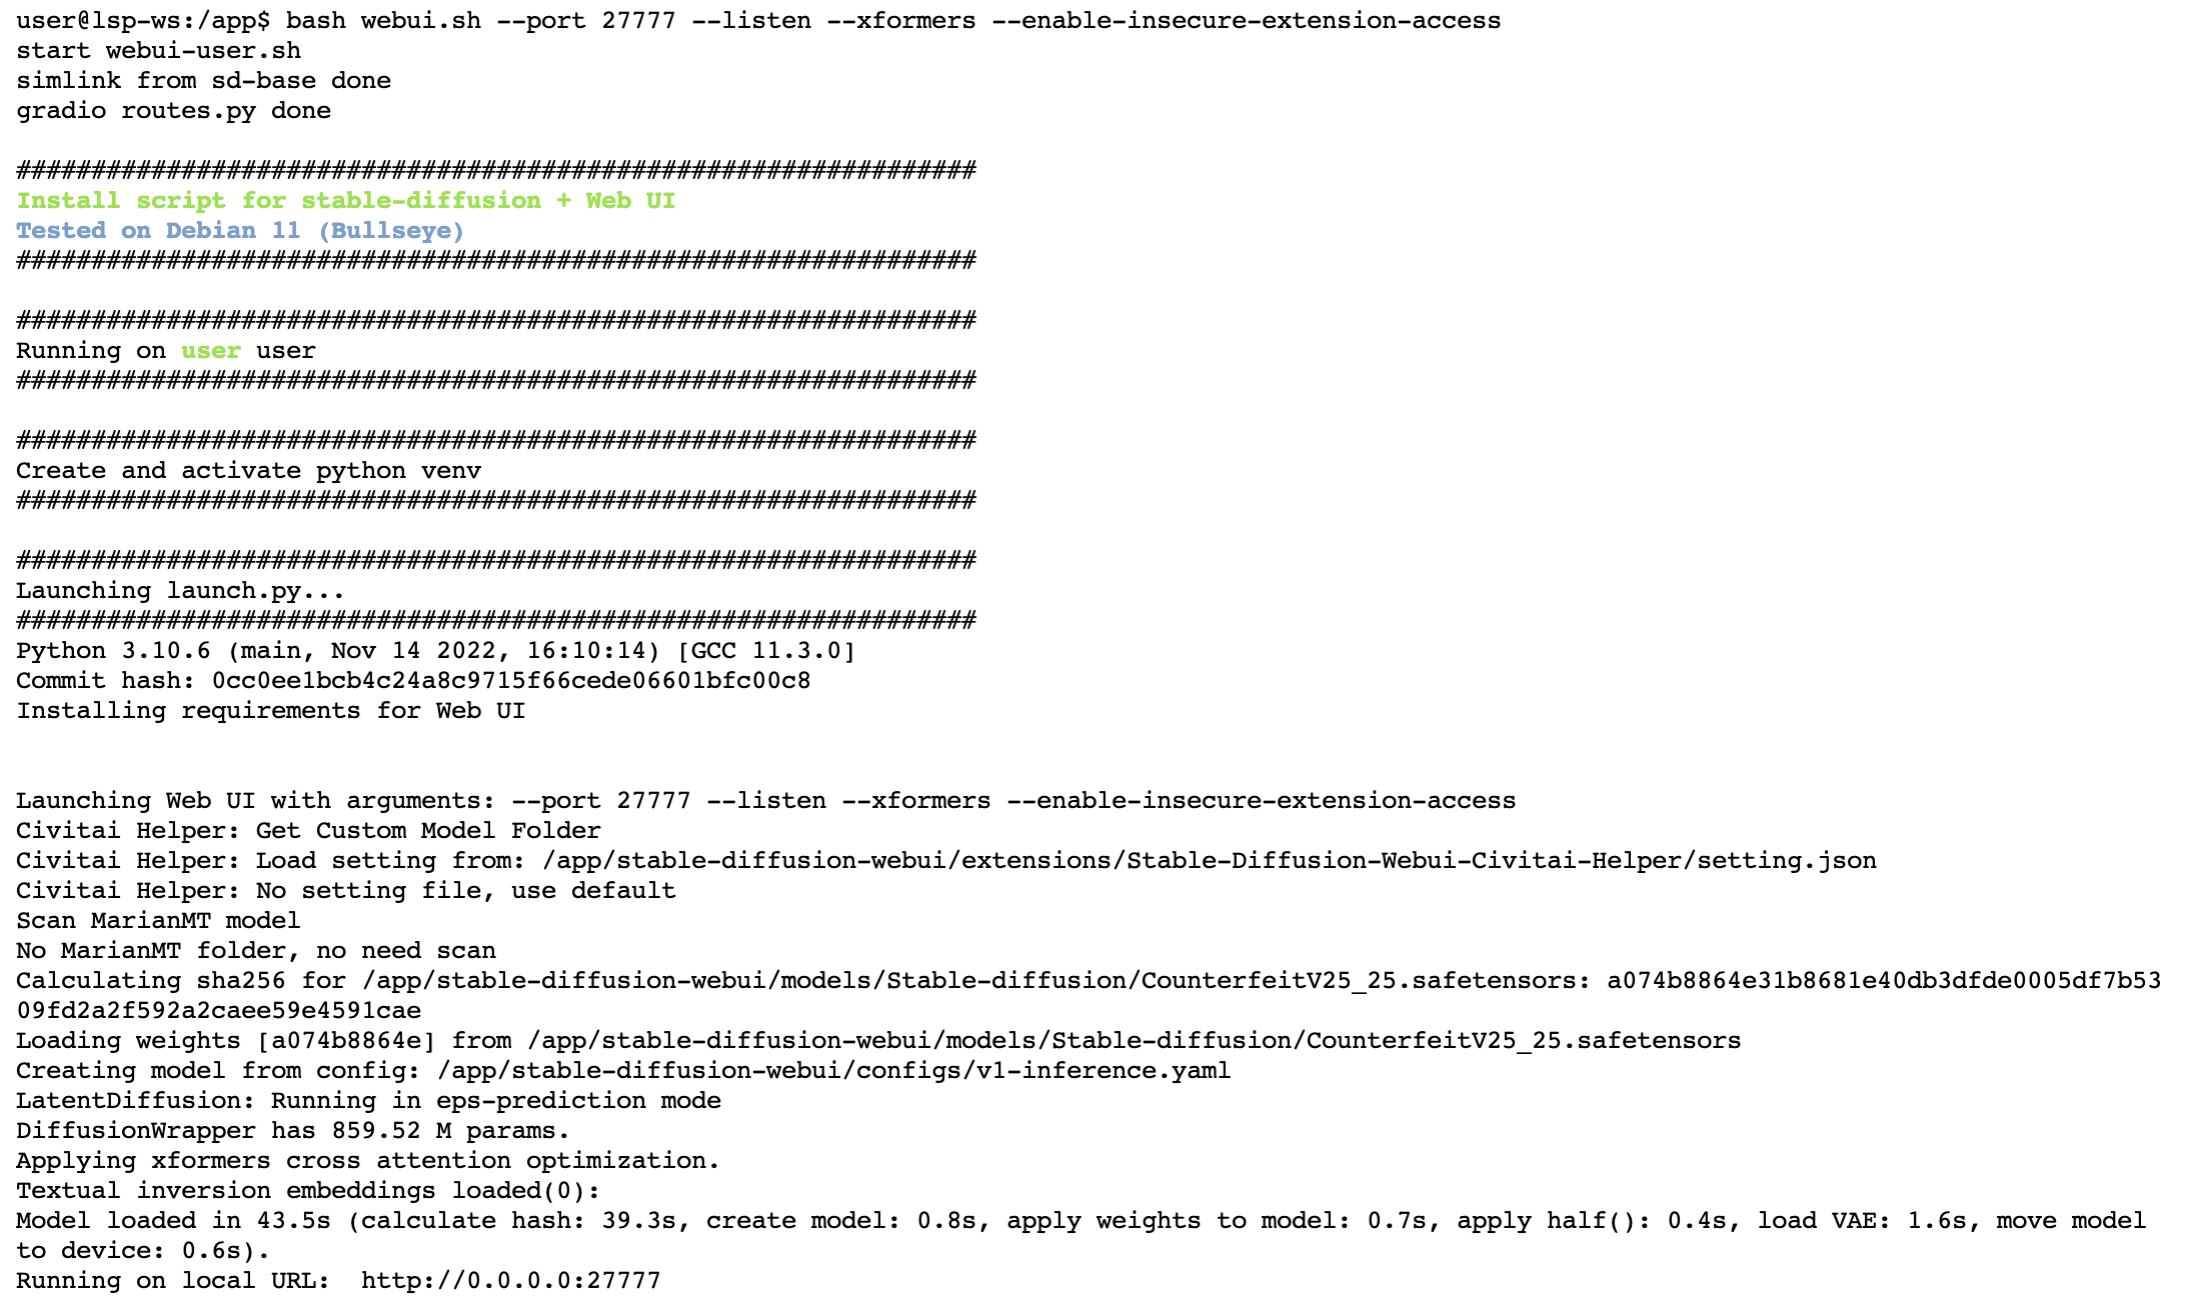 user@lsp-ws:/app$ bash webui.sh --port 27777 --listen --xformers --enable-insecure-extension-access
start webui-user.sh
simlink from sd-base done
gradio routes.py done
################################################################
Install script for stable-diffusion + Web UI
Tested on Debian 11 (Bullseye)
################################################################
################################################################
Running on user user
################################################################
################################################################
Create and activate python venv
################################################################
################################################################
Launching launch.py...
################################################################
Python 3.10.6 (main, Nov 14 2022, 16:10:14) [GCC 11.3.0]
Commit hash: 0cc0ee1bcb4c24a8c9715f66cede06601bfc00c8
Installing requirements for Web UI
Launching Web UI with arguments: --port 27777 --listen --xformers --enable-insecure-extension-access
Civitai Helper: Get Custom Model Folder
Civitai Helper: Load setting from: /app/stable-diffusion-webui/extensions/Stable-Diffusion-Webui-Civitai-Helper/setting.json
Civitai Helper: No setting file, use default
Scan MarianMT model
No MarianMT folder, no need scan
Calculating sha256 for /app/stable-diffusion-webui/models/Stable-diffusion/CounterfeitV25_25.safetensors: a074b8864e31b8681e40db3dfde0005df7b53
09fd2a2f592a2caee59e4591cae
Loading weights [a074b8864e] from /app/stable-diffusion-webui/models/Stable-diffusion/CounterfeitV25_25.safetensors
Creating model from config: /app/stable-diffusion-webui/configs/v1-inference.yaml
LatentDiffusion: Running in eps-prediction mode
DiffusionWrapper has 859.52 M params.
Applying xformers cross attention optimization.
Textual inversion embeddings loaded(0):
Model loaded in 43.5s (calculate hash: 39.3s, create model: 0.8s, apply weights to model: 0.7s, apply half(): 0.4s, load VAE: 1.6s, move model
to device: 0.6s).
Running on local URL:  http://0.0.0.0:27777